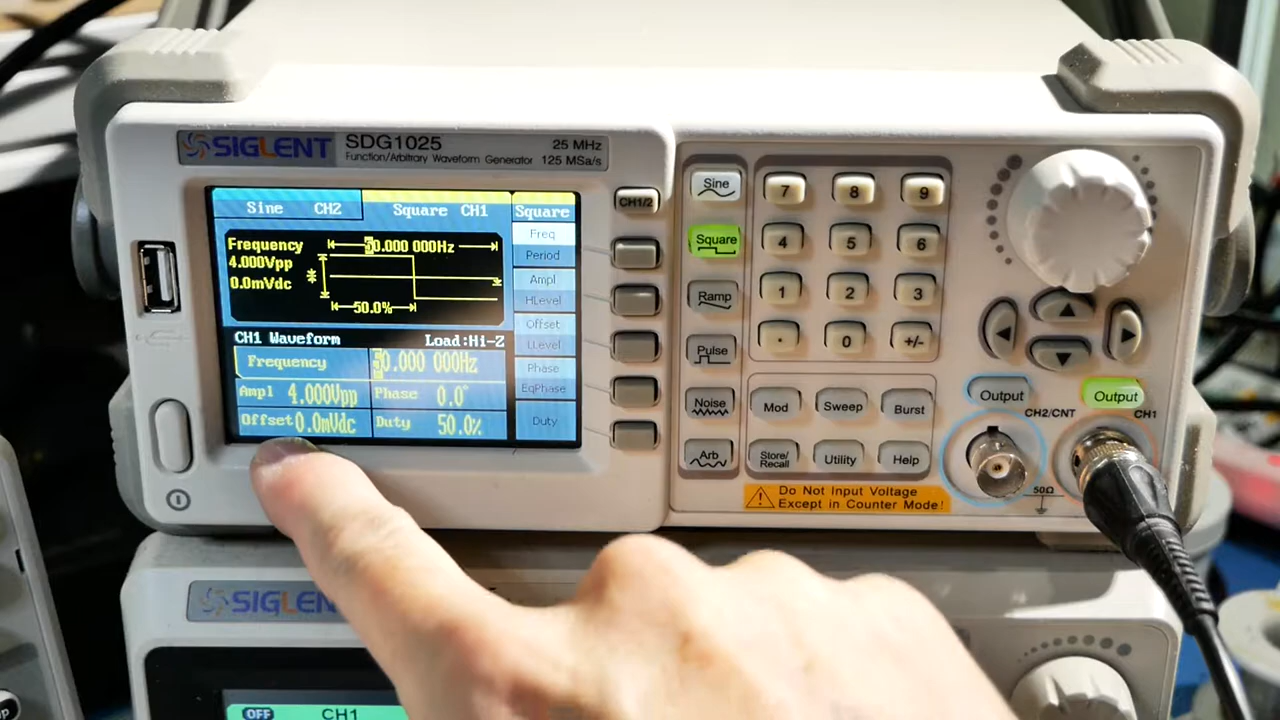 SIGLENT SDG1025 25 MHz
Function/Arbitrary Waveform Generator 125 MSa/s
Sine CH2 Square CH1 Square
Frequency 50.000 000Hz
4.000Vpp
0.0mVdc
50.0%
CH1 Waveform Load:Hi-Z
Frequency 50.000 000Hz
Ampl 4.000Vpp Phase 0.0°
Offset 0.0mVdc Duty 50.0%
Freq
Period
Ampl
HLevel
Offset
LLevel
Phase
EqPhase
Duty
CH1/2
Sine
Square
Ramp
Pulse
Noise
Arb
7 8 9
4 5 6
1 2 3
. 0 +/-
Mod Sweep Burst
Store/Recall Utility Help
Do Not Input Voltage
Except in Counter Mode!
Output Output
CH2/CNT CH1
50Ω
SIGLEN
OFF CH1